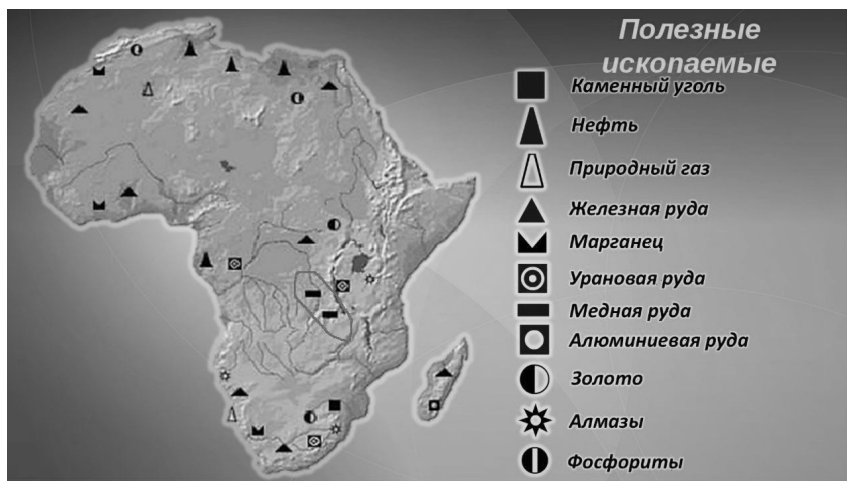 Полезные
ископаемые
Каменный уголь
Нефть
Природный газ
Железная руда
Марганец
Урановая руда
Медная руда
Алюминиевая руда
Золото
Алмазы
Фосфориты